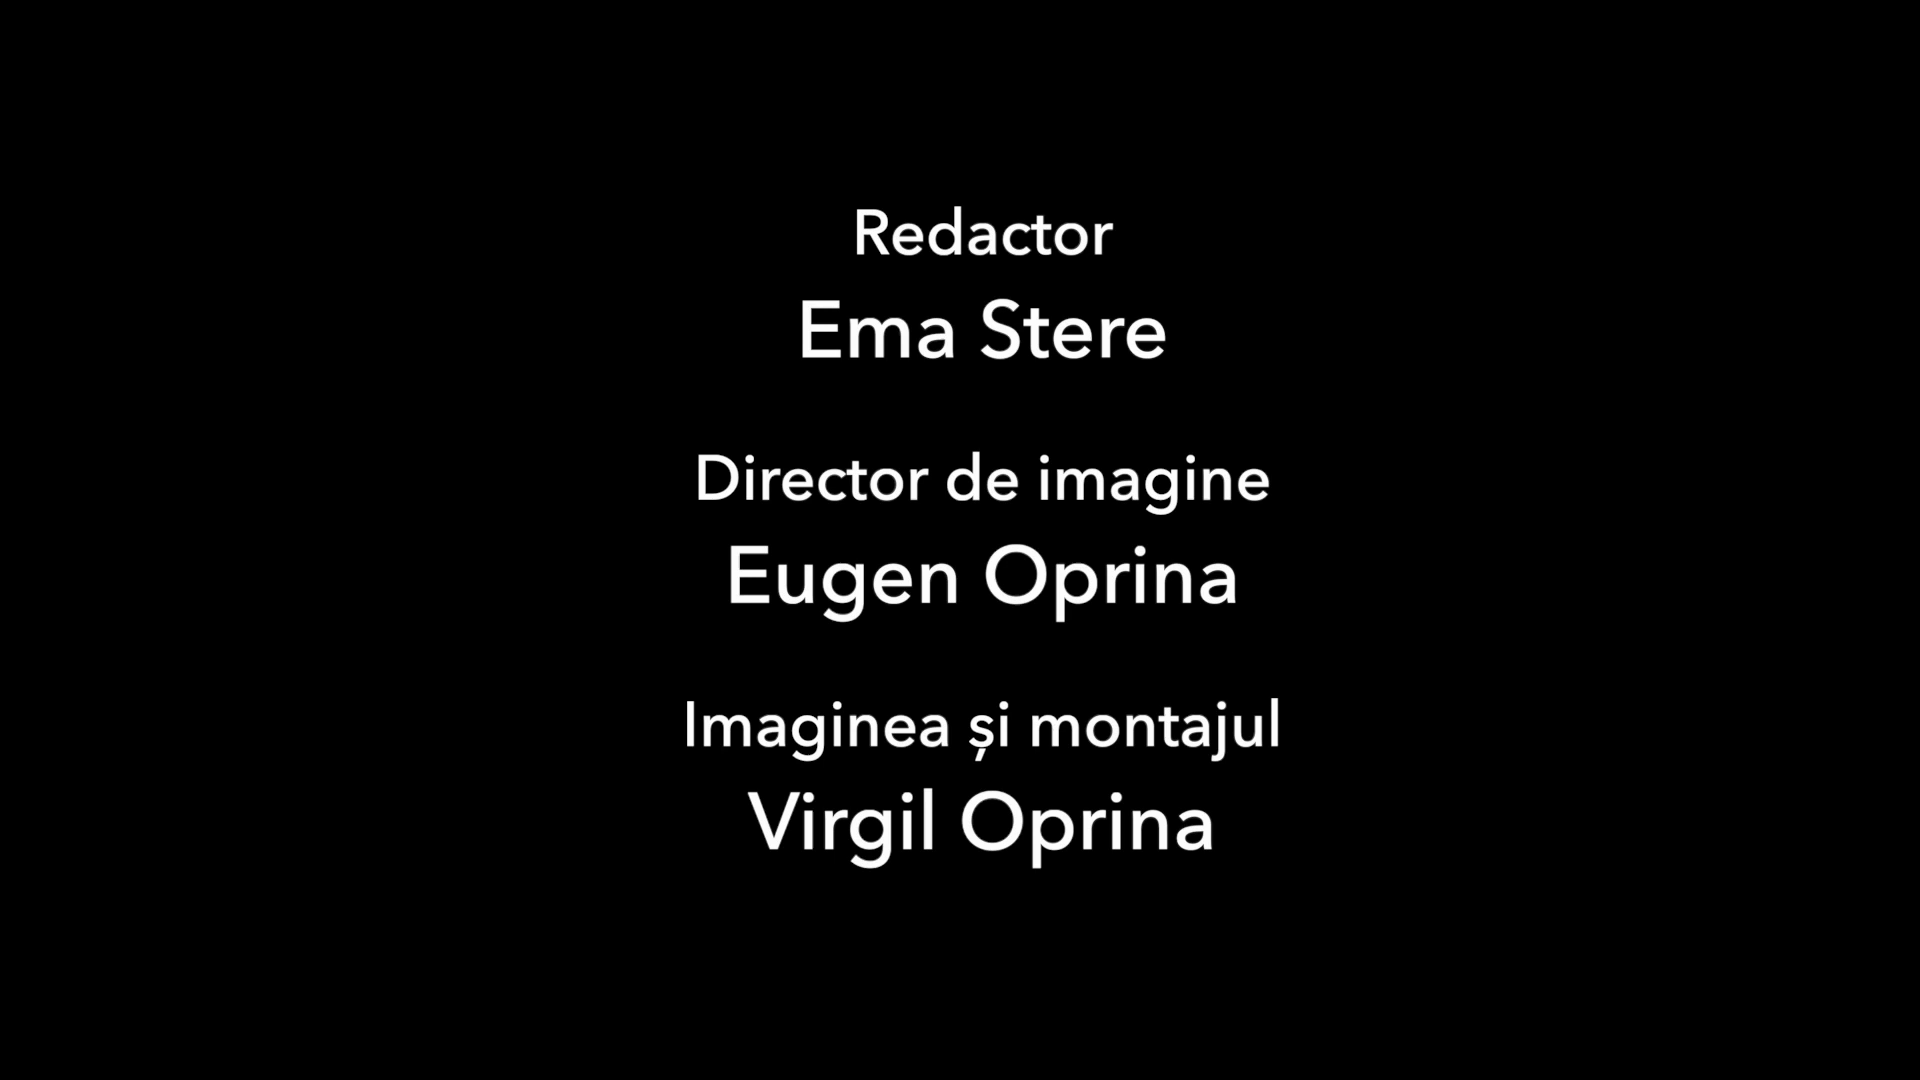 Redactor
Ema Stere
Director de imagine
Eugen Oprina
Imaginea și montajul
Virgil Oprina